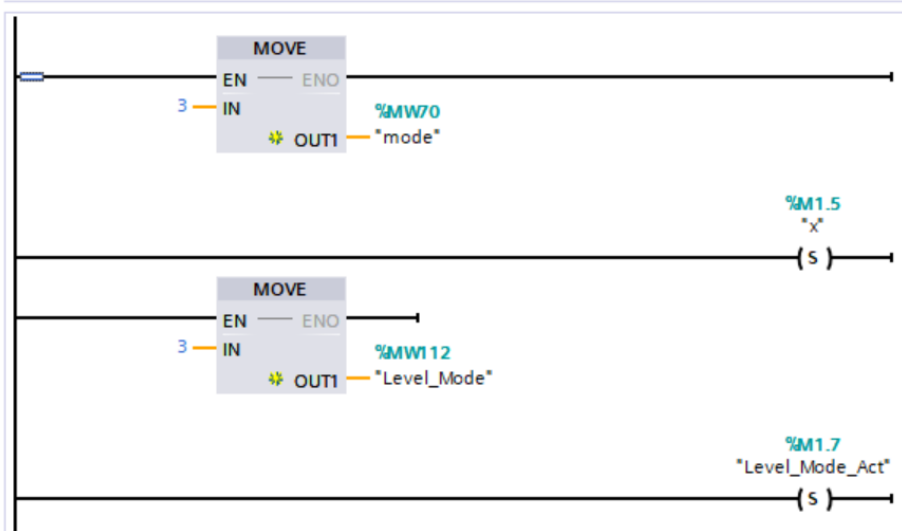 MOVE
EN ENO
3 IN
%MW70
OUT1 "mode"
%M1.5
"x"
S
MOVE
EN ENO
3 IN
%MW112
OUT1 "Level_Mode"
%M1.7
"Level_Mode_Act"
S